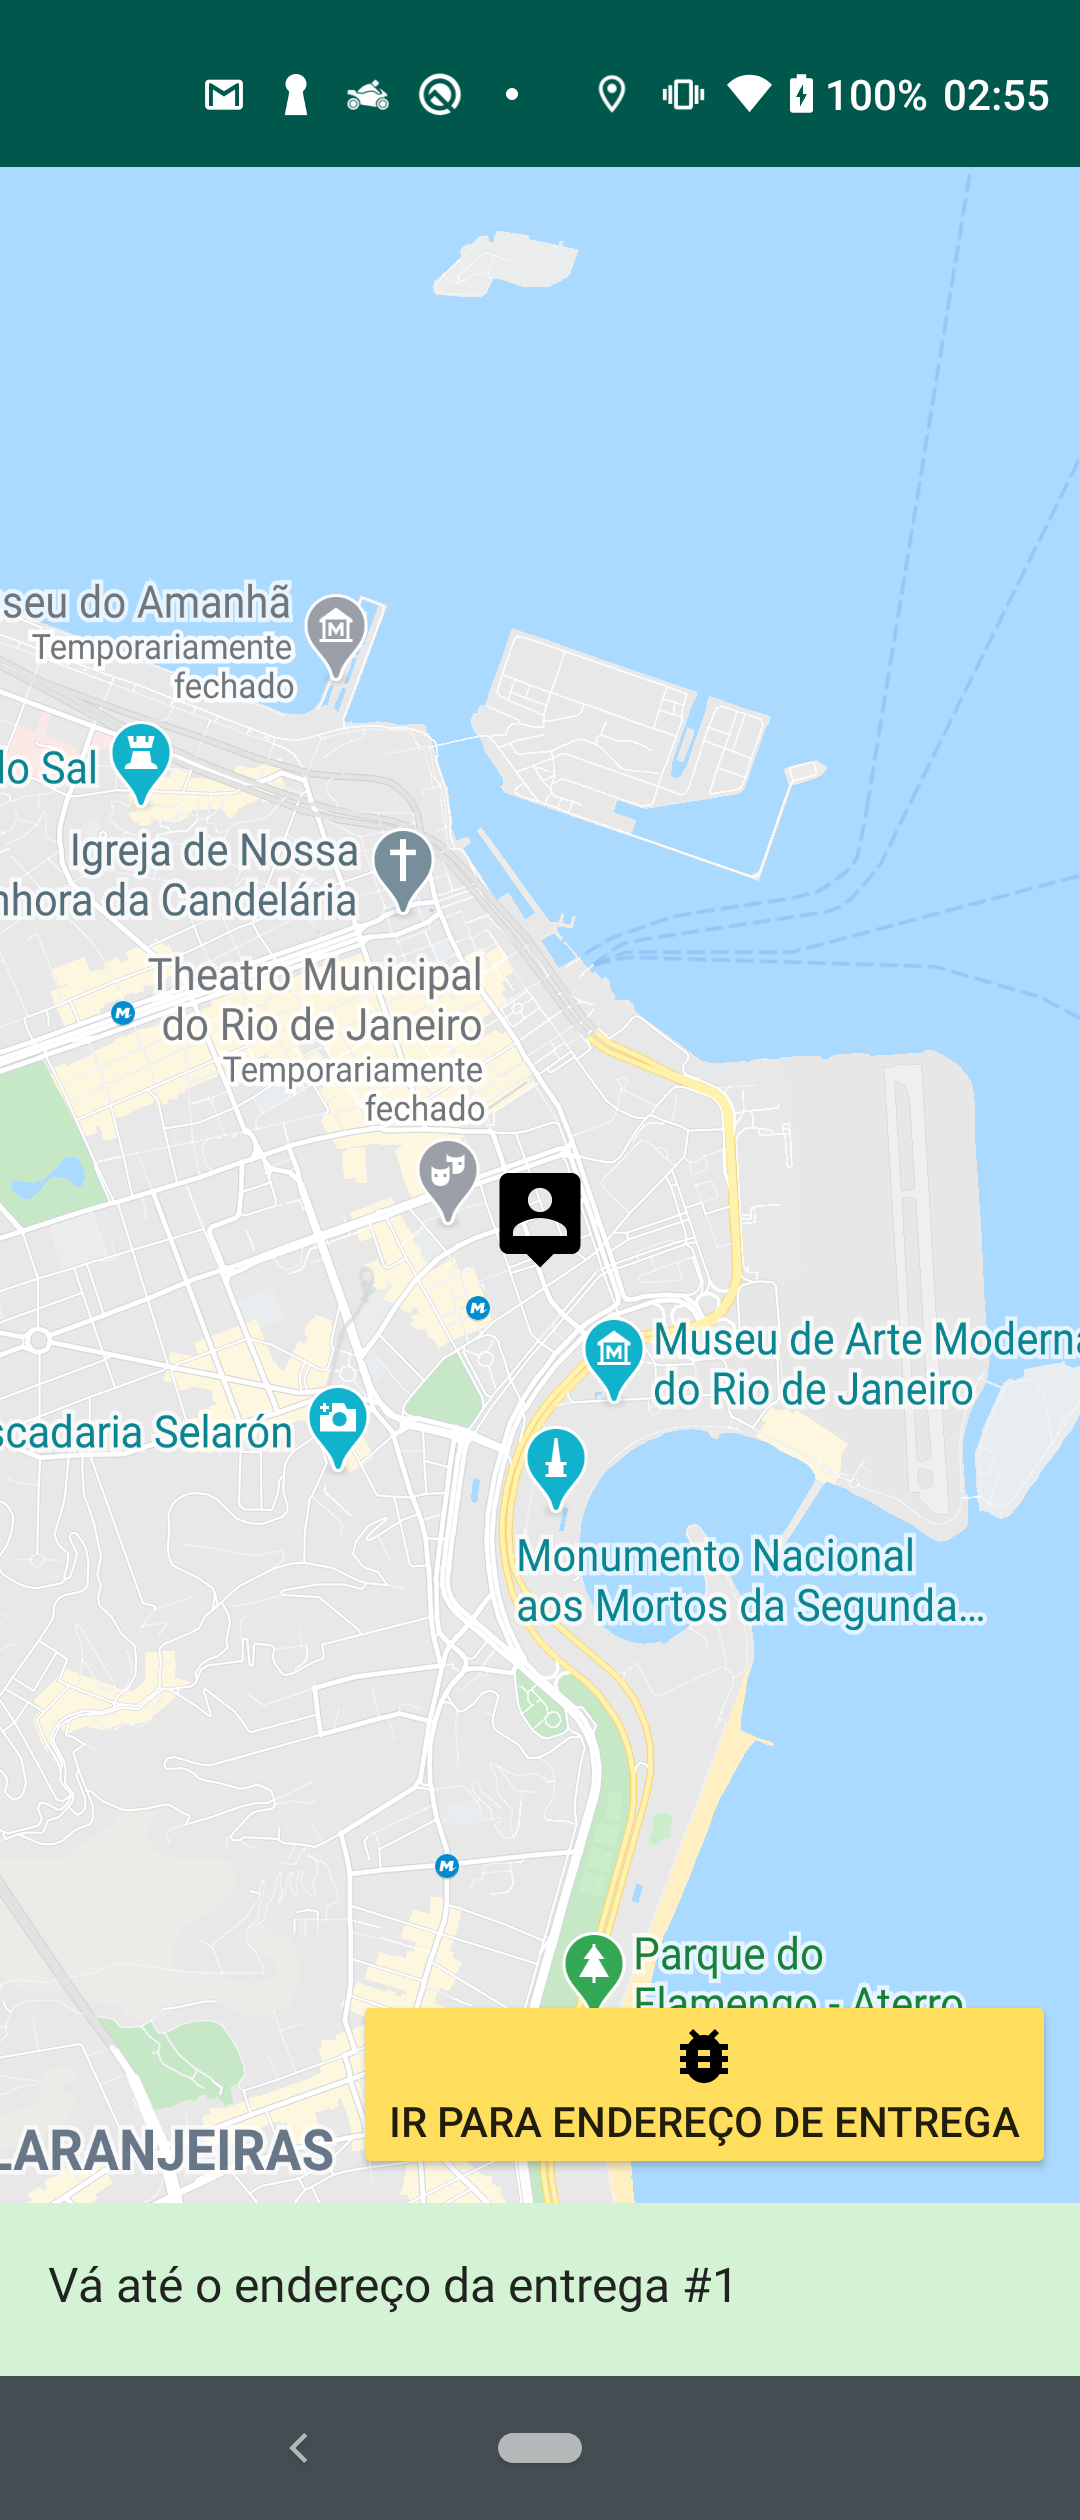 100% 02:55
seu do Amanhã
Temporariamente
fechado
lo Sal
Igreja de Nossa
nhora da Candelária
Theatro Municipal
do Rio de Janeiro
Temporariamente
fechado
Museu de Arte Moderna
do Rio de Janeiro
scadaria Selarón
Monumento Nacional
aos Mortos da Segunda...
Parque do
Flamengo - Aterro
IR PARA ENDEREÇO DE ENTREGA
LARANJEIRAS
Vá até o endereço da entrega #1